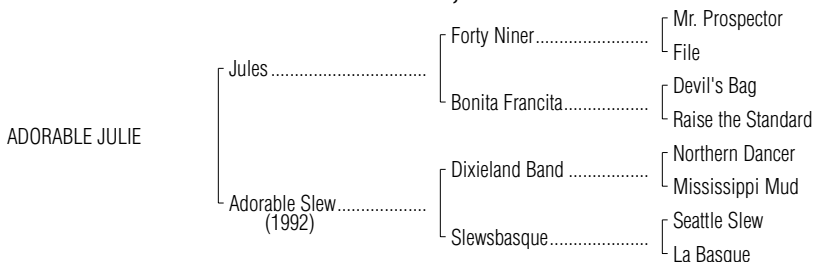 Forty Niner..........................
Mr. Prospector
File
Jules .................................
Bonita Francita....................
Devil's Bag
Raise the Standard
ADORABLE JULIE
Dixieland Band ...................
Northern Dancer
Mississippi Mud
Adorable Slew.....................
(1992)
Slewsbasque.......................
Seattle Slew
La Basque